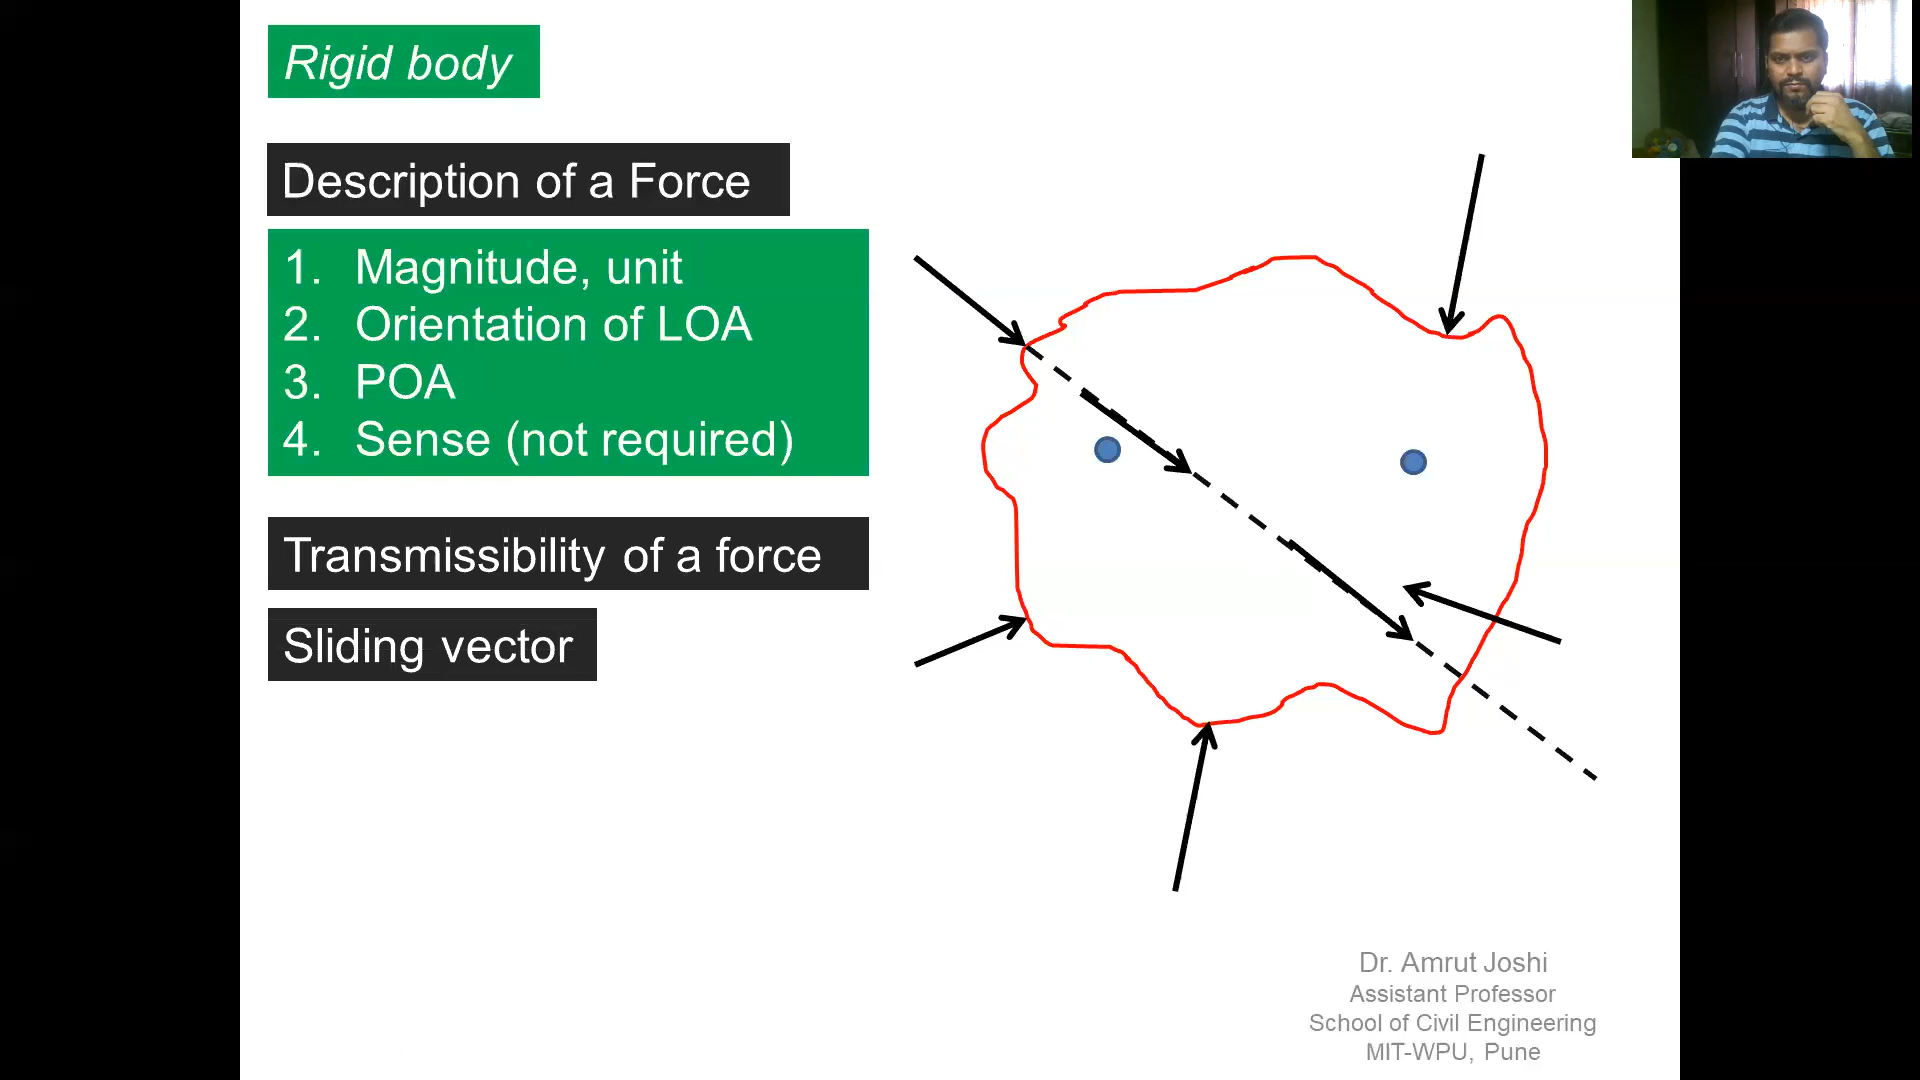 Rigid body
Description of a Force
1. Magnitude, unit
2. Orientation of LOA
3. POA
4. Sense (not required)
Transmissibility of a force
Sliding vector
Dr. Amrut Joshi
Assistant Professor
School of Civil Engineering
MIT-WPU, Pune